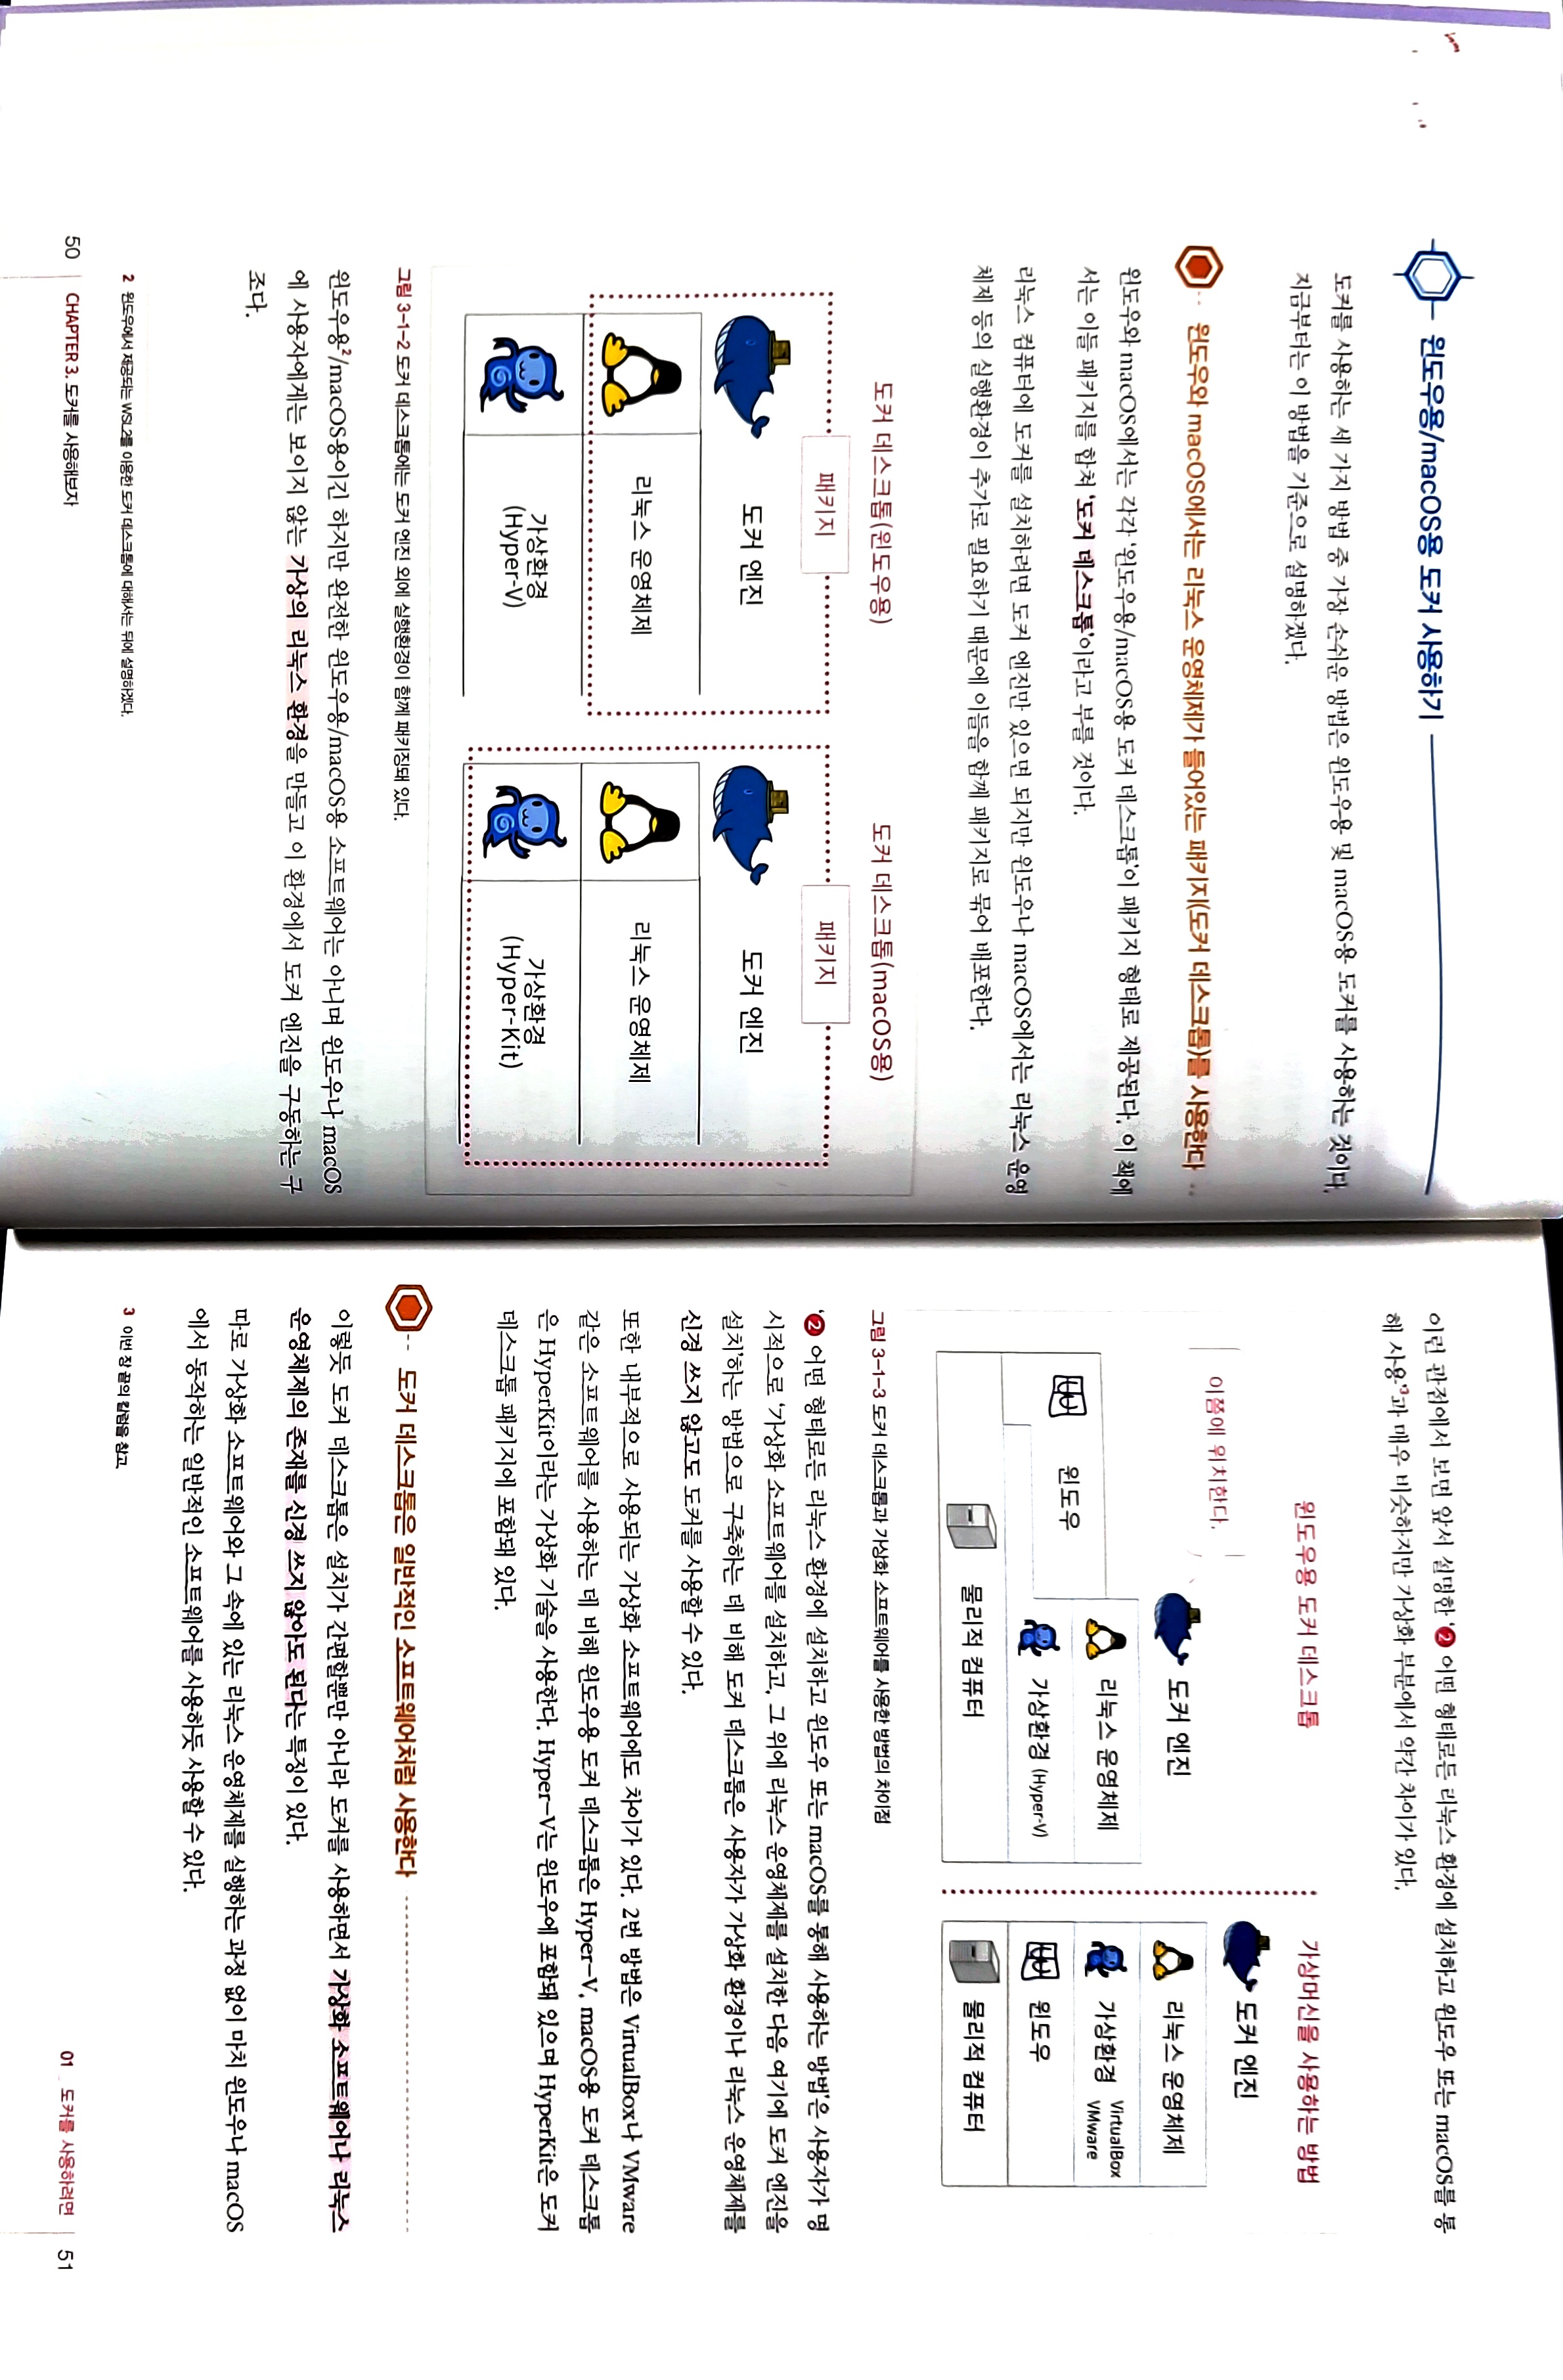 윈도우용/macOS용 도커 사용하기
도커를 사용하는 세 가지 방법 중 가장 손쉬운 방법은 윈도우용 및 macOS용 도커를 사용하는 것이다.
지금부터는 이 방법을 기준으로 설명하겠다.
윈도우와 macOS에서는 리눅스 운영체제가 들어있는 패키지(도커 데스크톱)를 사용한다
윈도우와 macOS에서는 각각 '윈도우용/macOS용 도커 데스크톱'이 패키지 형태로 제공된다. 이 책에
서는 이들 패키지를 합쳐 '도커 데스크톱'이라고 부를 것이다.
리눅스 컴퓨터에 도커를 설치하려면 도커 엔진만 있으면 되지만 윈도우나 macOS에서는 리눅스 운영
체제 등의 실행환경이 추가로 필요하기 때문에 이들을 함께 패키지로 묶어 배포한다.
도커 데스크톱(윈도우용)
패키지
도커 엔진
리눅스 운영체제
가상환경
(Hyper-V)
도커 데스크톱(macOS용)
패키지
도커 엔진
리눅스 운영체제
가상환경
(Hyper-Kit)
그림 3-1-2 도커 데스크톱에는 도커 엔진 외에 실행환경이 함께 패키징돼 있다.
윈도우용2/macOS용이긴 하지만 완전한 윈도우용/macOS용 소프트웨어는 아니며 윈도우나 macOS
에 사용자에게는 보이지 않는 가상의 리눅스 환경을 만들고 이 환경에서 도커 엔진을 구동하는 구
조다.
2 윈도우에서 제공되는 WSL2를 이용한 도커 데스크톱에 대해서는 뒤에 설명하겠다.
50 CHAPTER 3. 도커를 사용해보자
이런 관점에서 보면 앞서 설명한 '❷ 어떤 형태로든 리눅스 환경에 설치하고 윈도우 또는 macOS를 통
해 사용'3과 매우 비슷하지만 가상화 부분에서 약간 차이가 있다.
윈도우용 도커 데스크톱
이쯤에 위치한다.
도커 엔진
리눅스 운영체제
윈도우
가상환경 (Hyper-V)
물리적 컴퓨터
가상머신을 사용하는 방법
도커 엔진
리눅스 운영체제
가상환경 VirtualBox
VMware
윈도우
물리적 컴퓨터
그림 3-1-3 도커 데스크톱과 가상화 소프트웨어를 사용한 방법의 차이점
'❷ 어떤 형태로든 리눅스 환경에 설치하고 윈도우 또는 macOS를 통해 사용하는 방법'은 사용자가 명
시적으로 '가상화 소프트웨어를 설치하고, 그 위에 리눅스 운영체제를 설치한 다음 여기에 도커 엔진을
설치'하는 방법으로 구축하는 데 비해 도커 데스크톱은 사용자가 가상화 환경이나 리눅스 운영체제를
신경 쓰지 않고도 도커를 사용할 수 있다.
또한 내부적으로 사용되는 가상화 소프트웨어에도 차이가 있다. 2번 방법은 VirtualBox나 VMware
같은 소프트웨어를 사용하는 데 비해 윈도우용 도커 데스크톱은 Hyper-V, macOS용 도커 데스크톱
은 HyperKit이라는 가상화 기술을 사용한다. Hyper-V는 윈도우에 포함돼 있으며 HyperKit은 도커
데스크톱 패키지에 포함돼 있다.
도커 데스크톱은 일반적인 소프트웨어처럼 사용한다
이렇듯 도커 데스크톱은 설치가 간편할뿐만 아니라 도커를 사용하면서 가상화 소프트웨어나 리눅스
운영체제의 존재를 신경 쓰지 않아도 된다는 특징이 있다.
따로 가상화 소프트웨어와 그 속에 있는 리눅스 운영체제를 실행하는 과정 없이 마치 윈도우나 macOS
에서 동작하는 일반적인 소프트웨어를 사용하듯 사용할 수 있다.
3 이번 장 끝의 칼럼을 참고.
01 _ 도커를 사용하려면 51